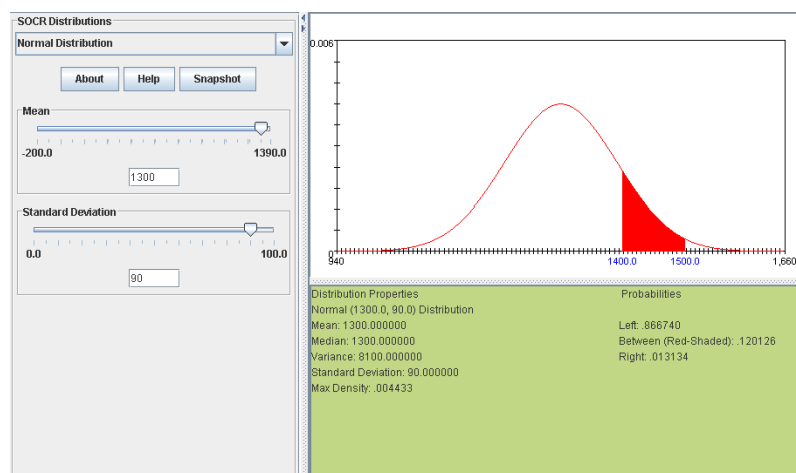 SOCR Distributions
Normal Distribution
About Help Snapshot
Mean
-200.0 1390.0
1300
Standard Deviation
0.0 100.0
90
0.006
0
940 1400.0 1500.0 1,660
Distribution Properties Probabilities
Normal (1300.0, 90.0) Distribution
Mean: 1300.000000 Left: .866740
Median: 1300.000000 Between (Red-Shaded): .120126
Variance: 8100.000000 Right: .013134
Standard Deviation: 90.000000
Max Density: .004433